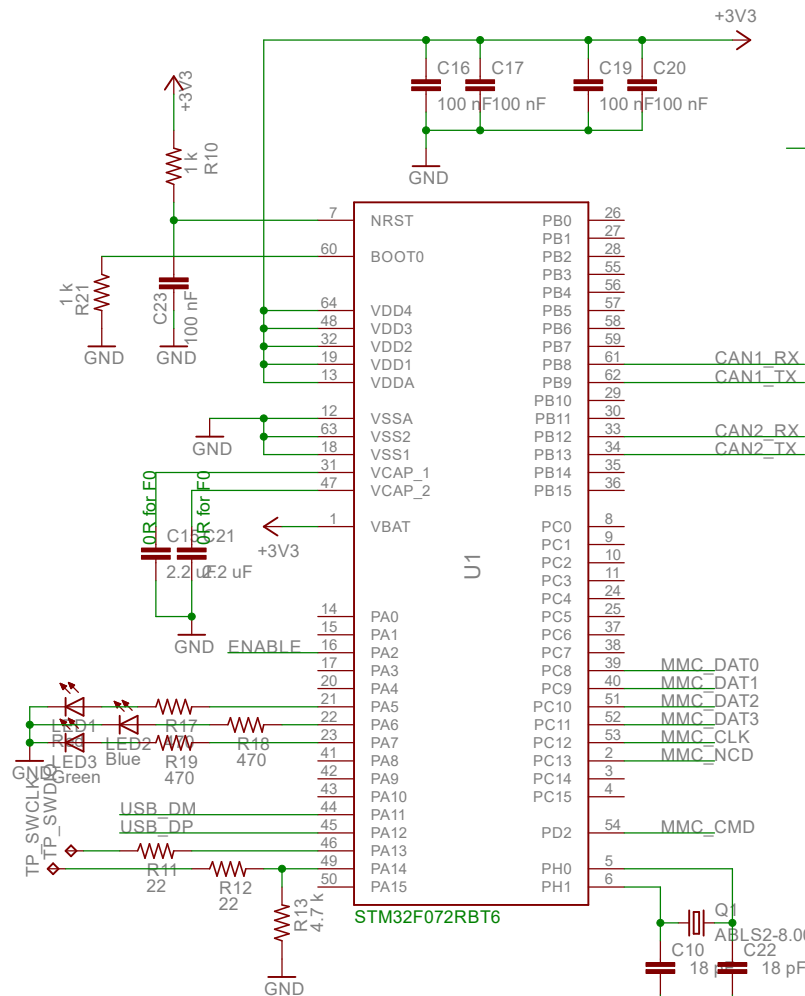 +3V3
C16
C17
C19
C20
100 nF
100 nF
100 nF
100 nF
GND
+3V3
1 k
R10
7
NRST
PB0
26
PB1
27
60
BOOT0
PB2
28
PB3
55
PB4
56
1 k
R21
C23
100 nF
GND
GND
64
VDD4
PB5
57
48
VDD3
PB6
58
32
VDD2
PB7
59
19
VDD1
PB8
61
CAN1_RX
13
VDDA
PB9
62
CAN1_TX
PB10
29
12
VSSA
PB11
30
GND
63
VSS2
PB12
33
CAN2_RX
18
VSS1
PB13
34
CAN2_TX
31
VCAP_1
PB14
35
47
VCAP_2
PB15
36
0R for F0
0R for F0
1
VBAT
PC0
8
+3V3
C15
C21
2.2 uF
2.2 uF
GND
U1
PC1
9
PC2
10
PC3
11
PC4
24
14
PA0
PC5
25
15
PA1
PC6
37
ENABLE
16
PA2
PC7
38
17
PA3
PC8
39
MMC_DAT0
20
PA4
PC9
40
MMC_DAT1
21
PA5
PC10
51
MMC_DAT2
22
PA6
PC11
52
MMC_DAT3
23
PA7
PC12
53
MMC_CLK
41
PA8
PC13
2
MMC_NCD
42
PA9
PC14
3
43
PA10
PC15
4
LED1
Red
R17
470
LED2
Blue
R18
470
LED3
Green
R19
470
GND
USB_DM
44
PA11
USB_DP
45
PA12
PD2
54
MMC_CMD
46
PA13
49
PA14
PH0
5
50
PA15
PH1
6
TP_SWCLK
TP_SWDIO
R11
22
R12
22
R13
4.7 k
GND
STM32F072RBT6
Q1
ABLS2-8.00
C10
18 pF
C22
18 pF